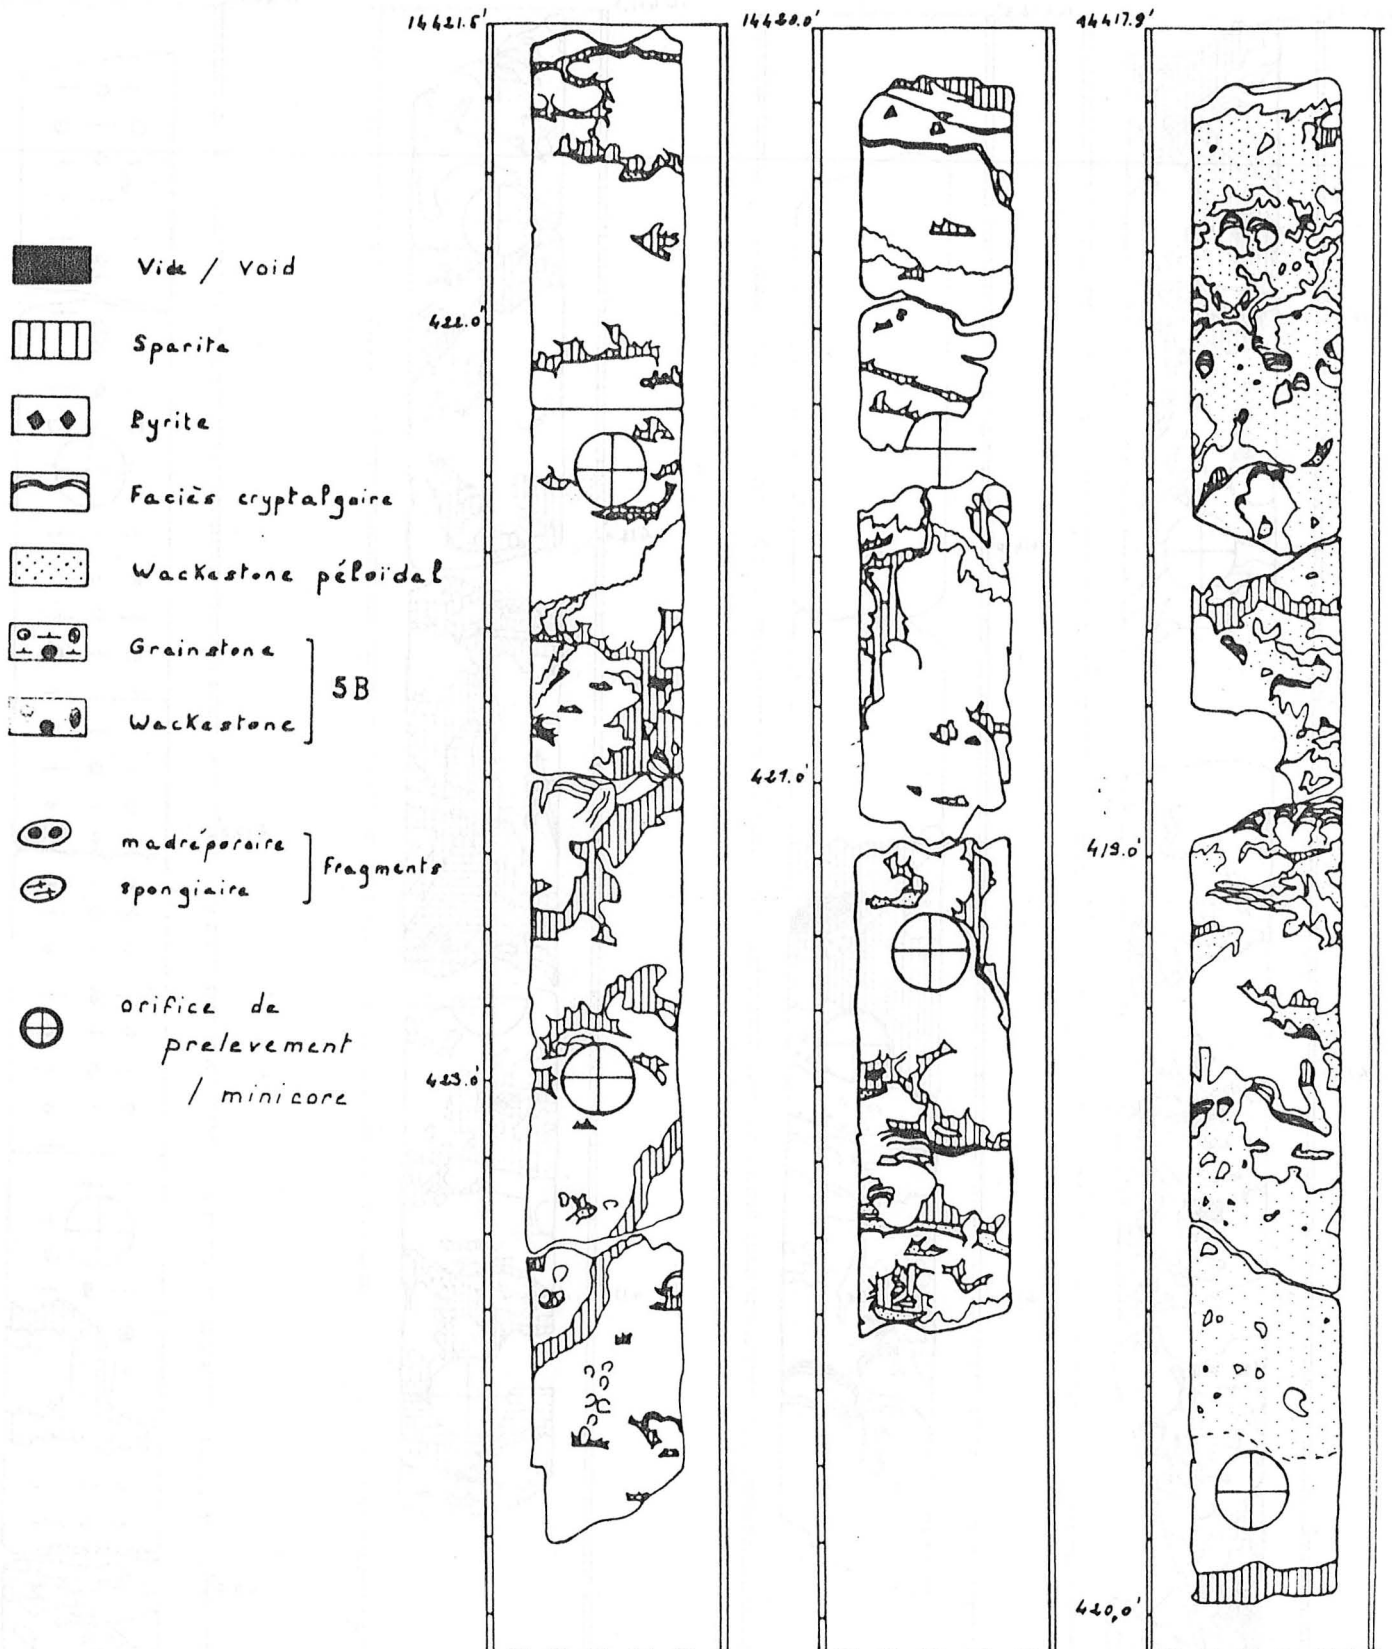 14421.5'
14420.0'
14417.9'
Vide / Void
Sparite
Pyrite
Faciès cryptalgaire
Wackestone péloïdal
Grainstone
5B
Wackestone
madréporaire
Fragments
spongiaire
orifice de
prelevement
/ minicore
422.0'
423.0'
421.0'
419.0'
420,0'